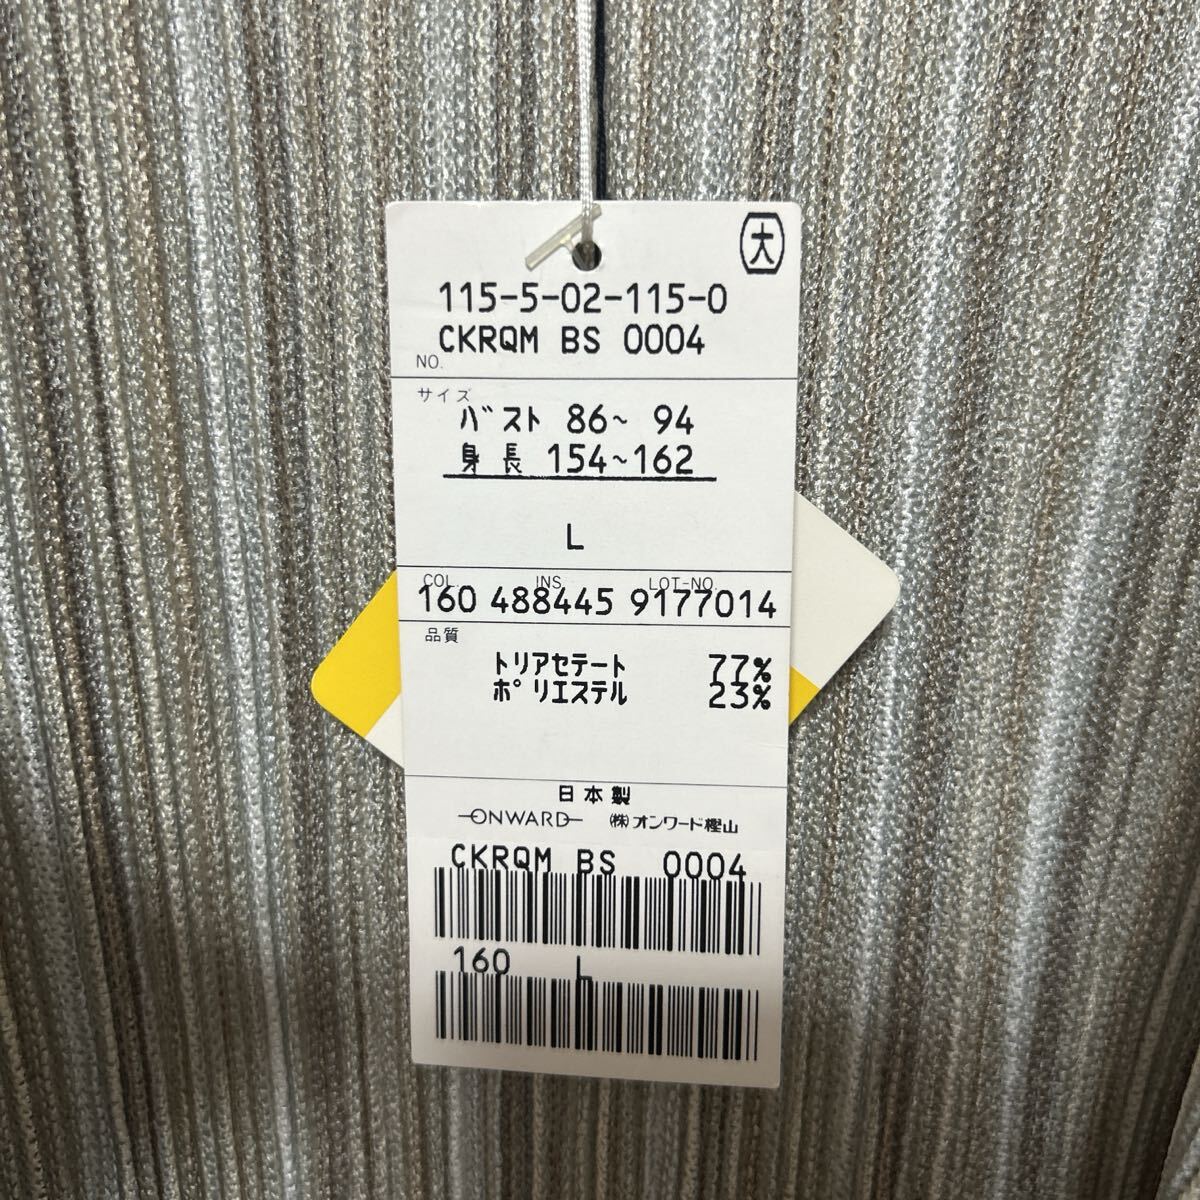 大
115-5-02-115-0
CKRQM BS 0004
NO.
サイズ
バスト 86~ 94
身長 154~162
L
COL. INS. LOT-NO.
160 488445 9177014
品質
トリアセテート 77%
ポリエステル 23%
日本製
ONWARD ㈱オンワード樫山
CKRQM BS 0004
160 L